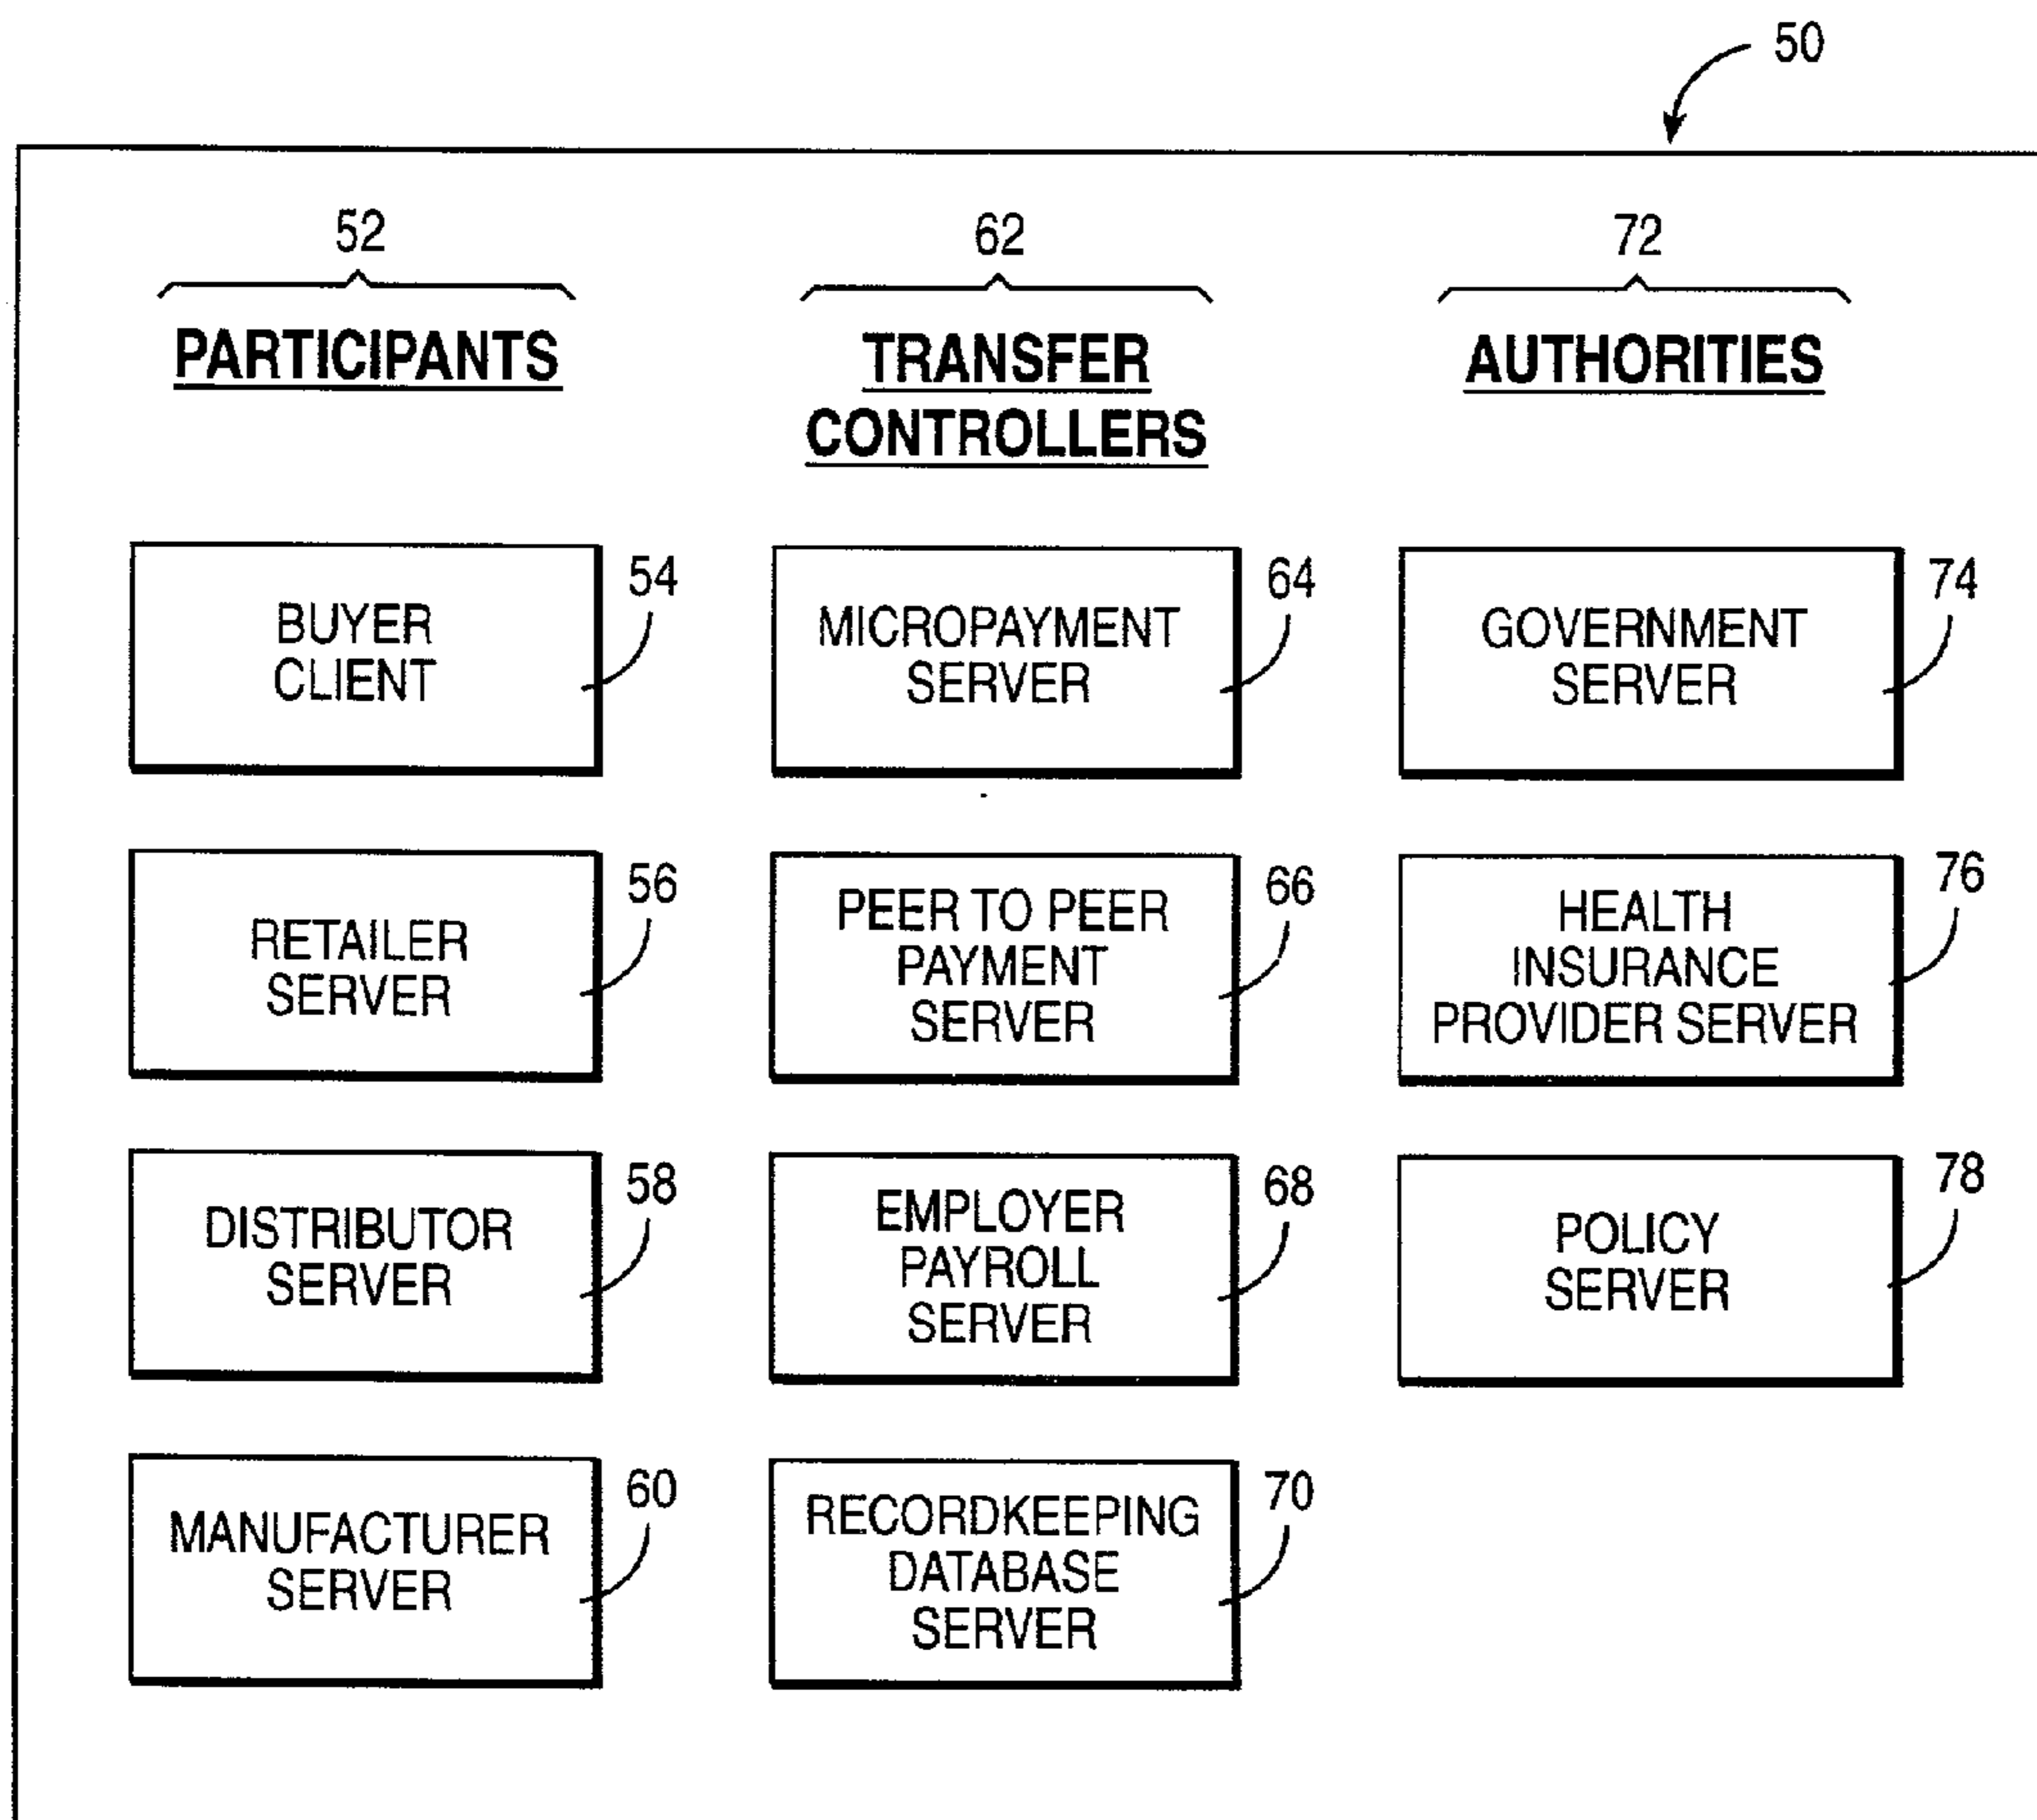 50
52
PARTICIPANTS
54
BUYER
CLIENT
56
RETAILER
SERVER
58
DISTRIBUTOR
SERVER
60
MANUFACTURER
SERVER
62
TRANSFER
CONTROLLERS
64
MICROPAYMENT
SERVER
66
PEER TO PEER
PAYMENT
SERVER
68
EMPLOYER
PAYROLL
SERVER
70
RECORDKEEPING
DATABASE
SERVER
72
AUTHORITIES
74
GOVERNMENT
SERVER
76
HEALTH
INSURANCE
PROVIDER SERVER
78
POLICY
SERVER